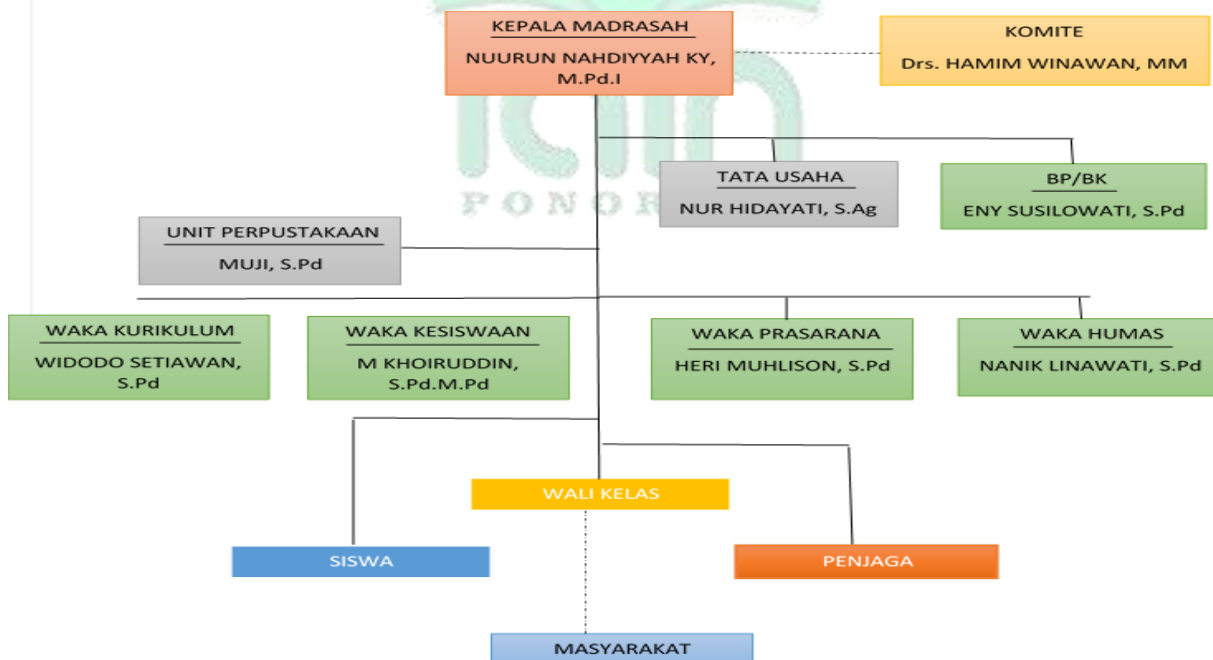 KEPALA MADRASAH
NUURUN NAHDIYYAH KY,
M.Pd.I
KOMITE
Drs. HAMIM WINAWAN, MM
TATA USAHA
NUR HIDAYATI, S.Ag
BP/BK
ENY SUSILOWATI, S.Pd
UNIT PERPUSTAKAAN
MUJI, S.Pd
WAKA KURIKULUM
WIDODO SETIAWAN,
S.Pd
WAKA KESISWAAN
M KHOIRUDDIN,
S.Pd.M.Pd
WAKA PRASARANA
HERI MUHLISON, S.Pd
WAKA HUMAS
NANIK LINAWATI, S.Pd
WALI KELAS
SISWA
PENJAGA
MASYARAKAT